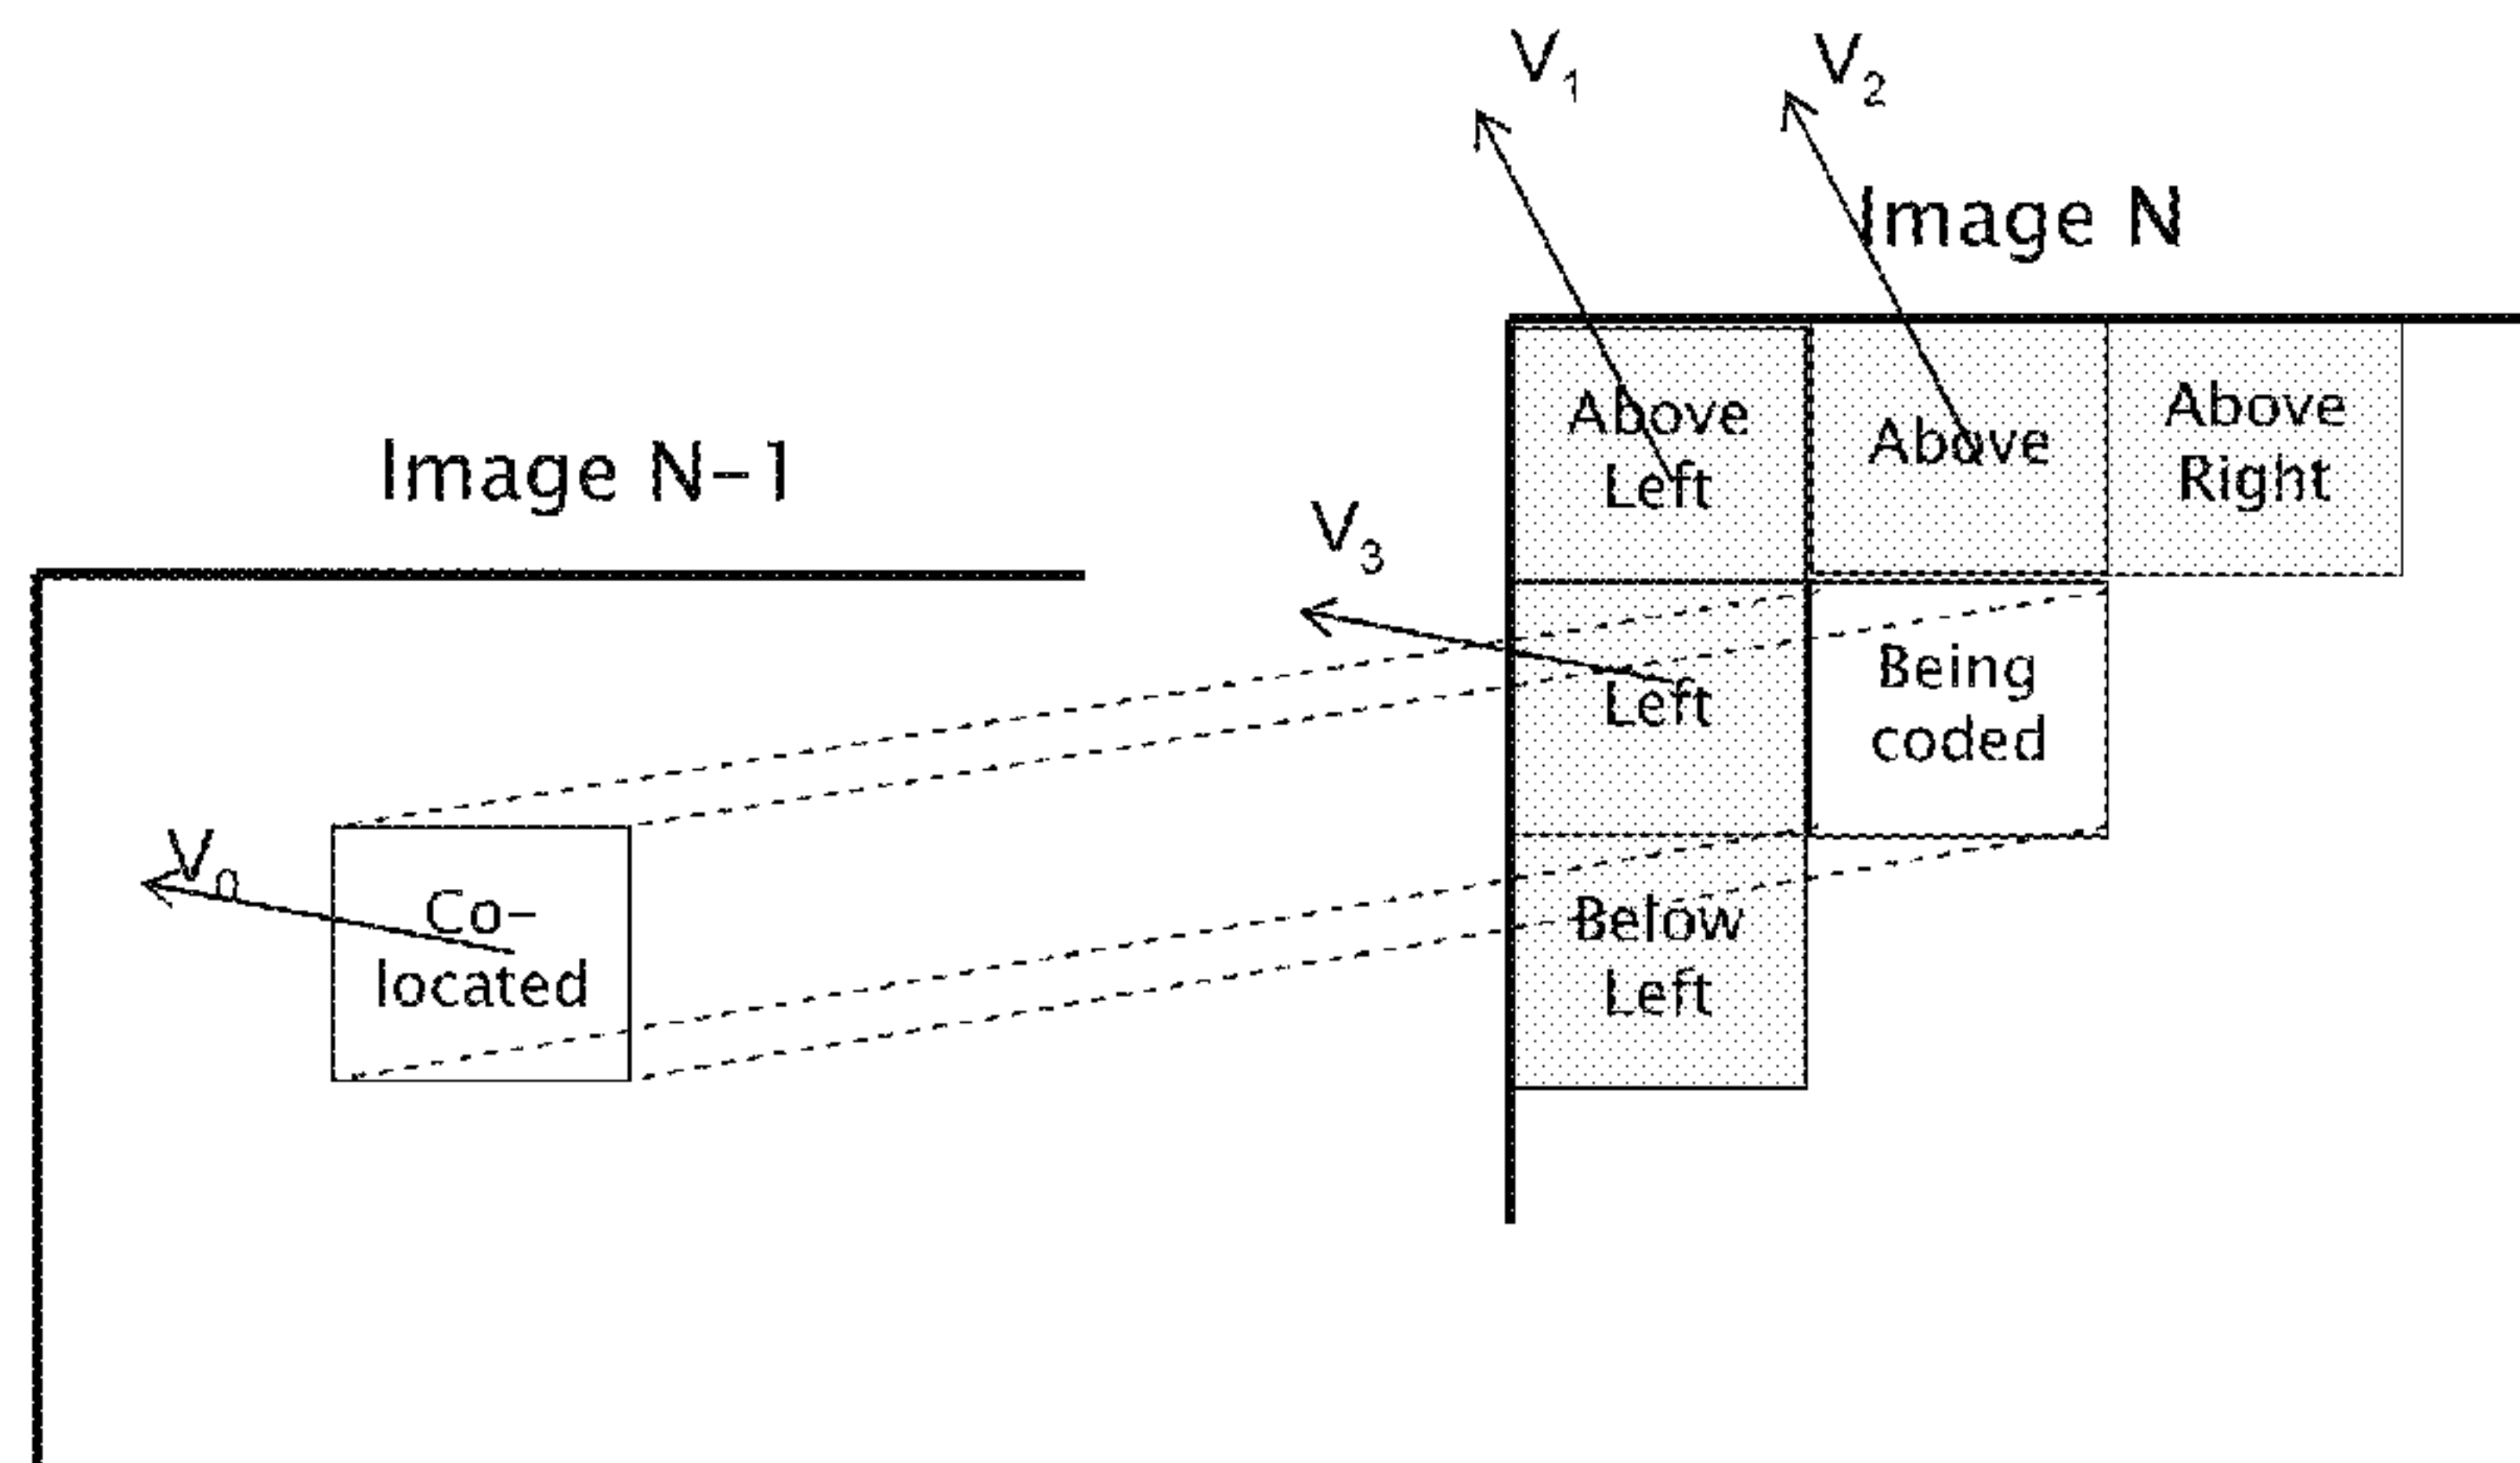 V₁
V₂
Image N
Above
Left
Above
Above
Right
Image N-1
V₃
Left
Being
coded
V₀
Co-
located
Below
Left